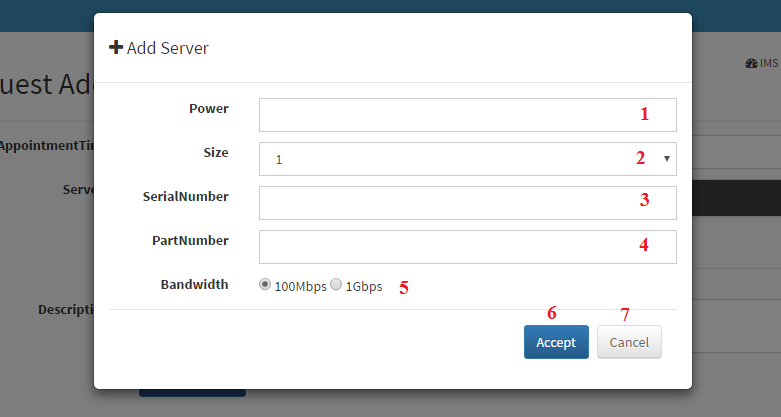 Add Server
IMS
uest Ad
Power 1
AppointmentTi
Size 1 2
Serve
SerialNumber 3
PartNumber 4
Bandwidth 100Mbps 1Gbps 5
Descripti
6 7
Accept Cancel